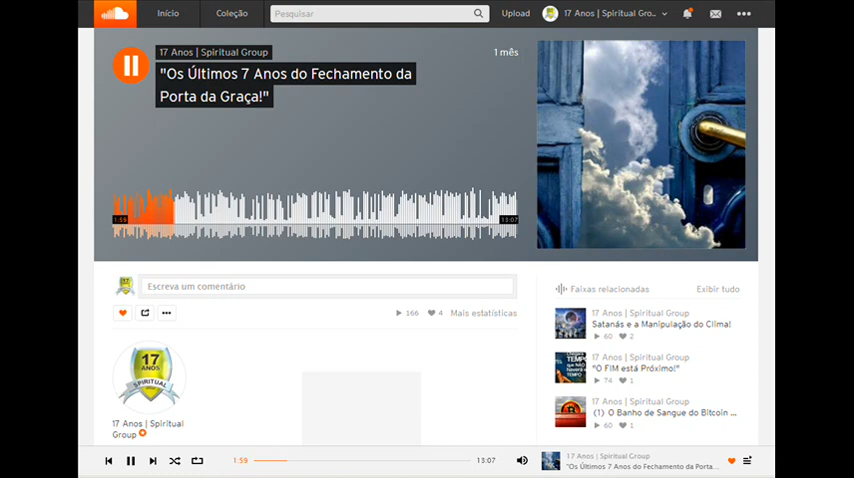 Início
Coleção
Pesquisar
Upload
17 Anos | Spiritual Gro...
17 Anos | Spiritual Group
1 mês
"Os Últimos 7 Anos do Fechamento da
Porta da Graça!"
1:59
13:07
Escreva um comentário
166
4
Mais estatísticas
17
ANOS
SPIRITUAL
17 Anos | Spiritual
Group
Faixas relacionadas
Exibir tudo
17 Anos | Spiritual Group
Satanás e a Manipulação do Clima!
60
2
17 Anos | Spiritual Group
"O FIM está Próximo!"
74
1
17 Anos | Spiritual Group
(1) O Banho de Sangue do Bitcoin ...
60
1
1:59
13:07
17 Anos | Spiritual Group
"Os Últimos 7 Anos do Fechamento da Porta...